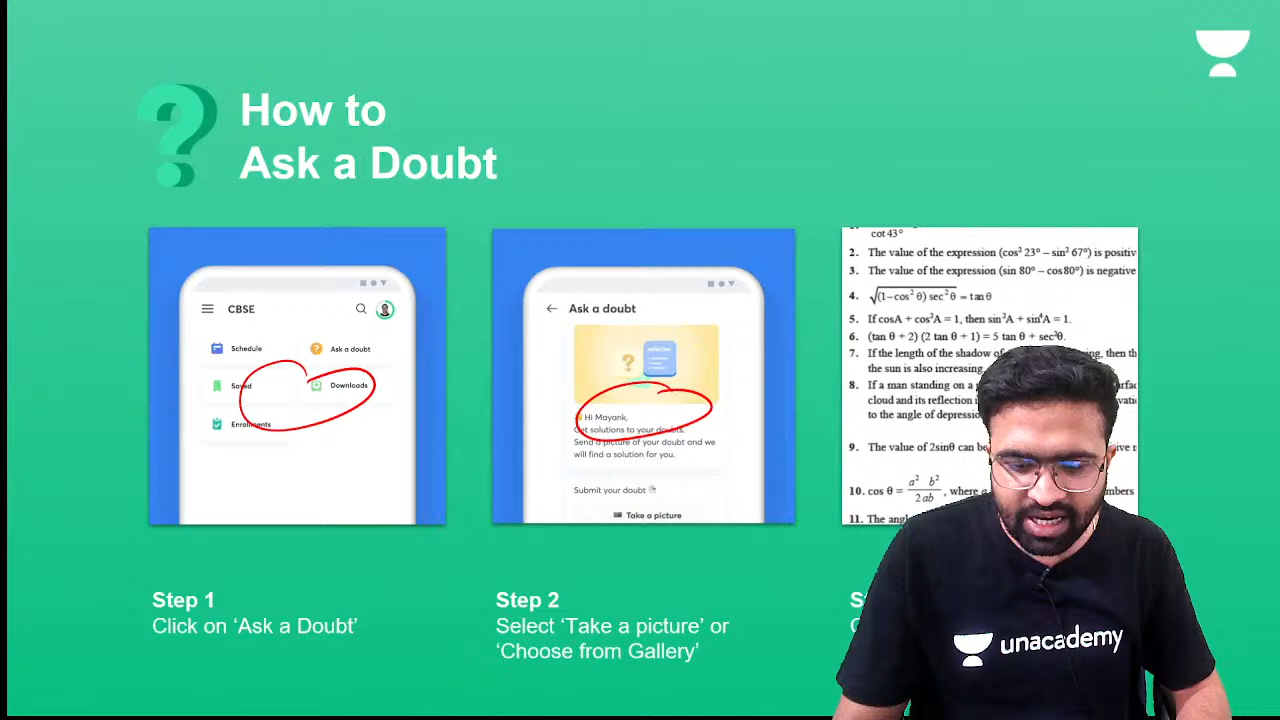 How to
Ask a Doubt
CBSE
Schedule
Ask a doubt
Saved
Downloads
Enrollments
Ask a doubt
solution
Hi Mayank,
Get solutions to your doubts.
Send a picture of your doubt and we
will find a solution for you.
Submit your doubt
Take a picture
cot 43°
2. The value of the expression (cos² 23° – sin² 67°) is positiv
3. The value of the expression (sin 80° – cos 80°) is negative
4. √(1–cos² θ) sec² θ = tan θ
5. If cosA + cos²A = 1, then sin²A + sin⁴A = 1.
6. (tan θ + 2) (2 tan θ + 1) = 5 tan θ + sec²θ.
7. If the length of the shadow of ing, then th
the sun is also increasing.
8. If a man standing on a
cloud and its reflection
to the angle of depressio
9. The value of 2sinθ can be
10. cos θ = a² b² / 2 ab , where mbers
11. The angl
Step 1
Click on ‘Ask a Doubt’
Step 2
Select ‘Take a picture’ or
‘Choose from Gallery’
unacademy